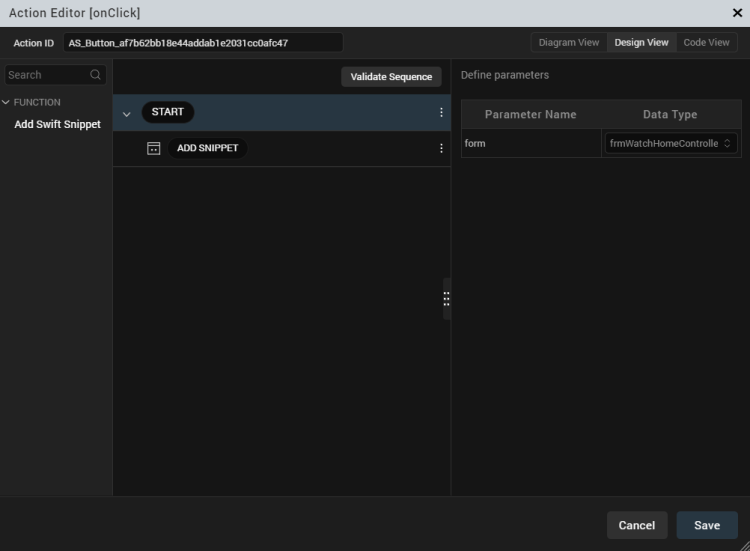 Action Editor [onClick]
Action ID AS_Button_af7b62bb18e44addab1e2031cc0afc47 Diagram View Design View Code View
Search
FUNCTION
Add Swift Snippet
Validate Sequence
START
ADD SNIPPET
Define parameters
Parameter Name Data Type
form frmWatchHomeControlle
Cancel Save